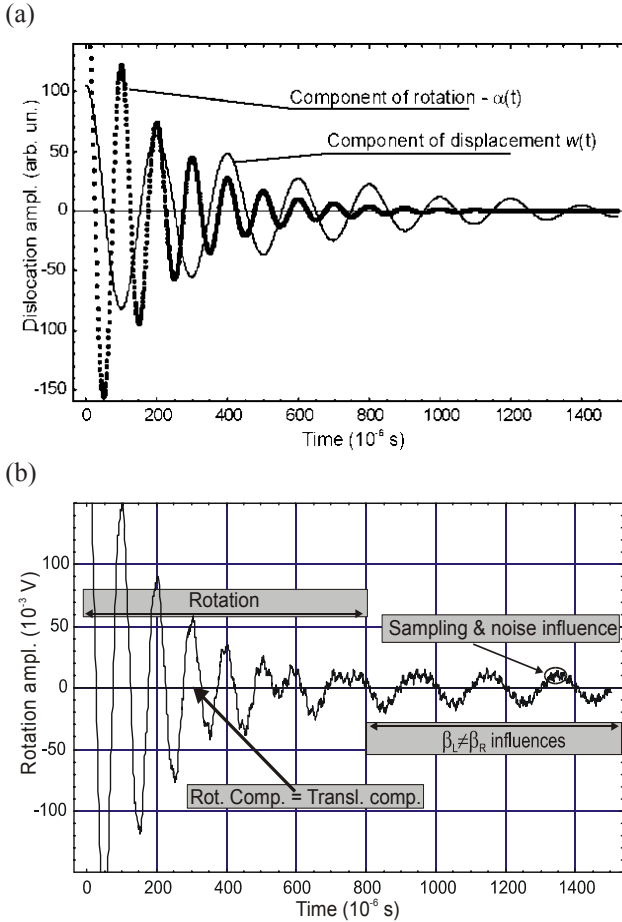 (a)
100
50
0
-50
-100
-150
Dislocation ampl. (arb. un.)
Component of rotation - α(t)
Component of displacement w(t)
0 200 400 600 800 1000 1200 1400
Time (10⁻⁶ s)
(b)
100
50
0
-50
-100
Rotation ampl. (10⁻³ V)
Rotation
Sampling & noise influence
β_L≠β_R influences
Rot. Comp. = Transl. comp.
0 200 400 600 800 1000 1200 1400
Time (10⁻⁶ s)